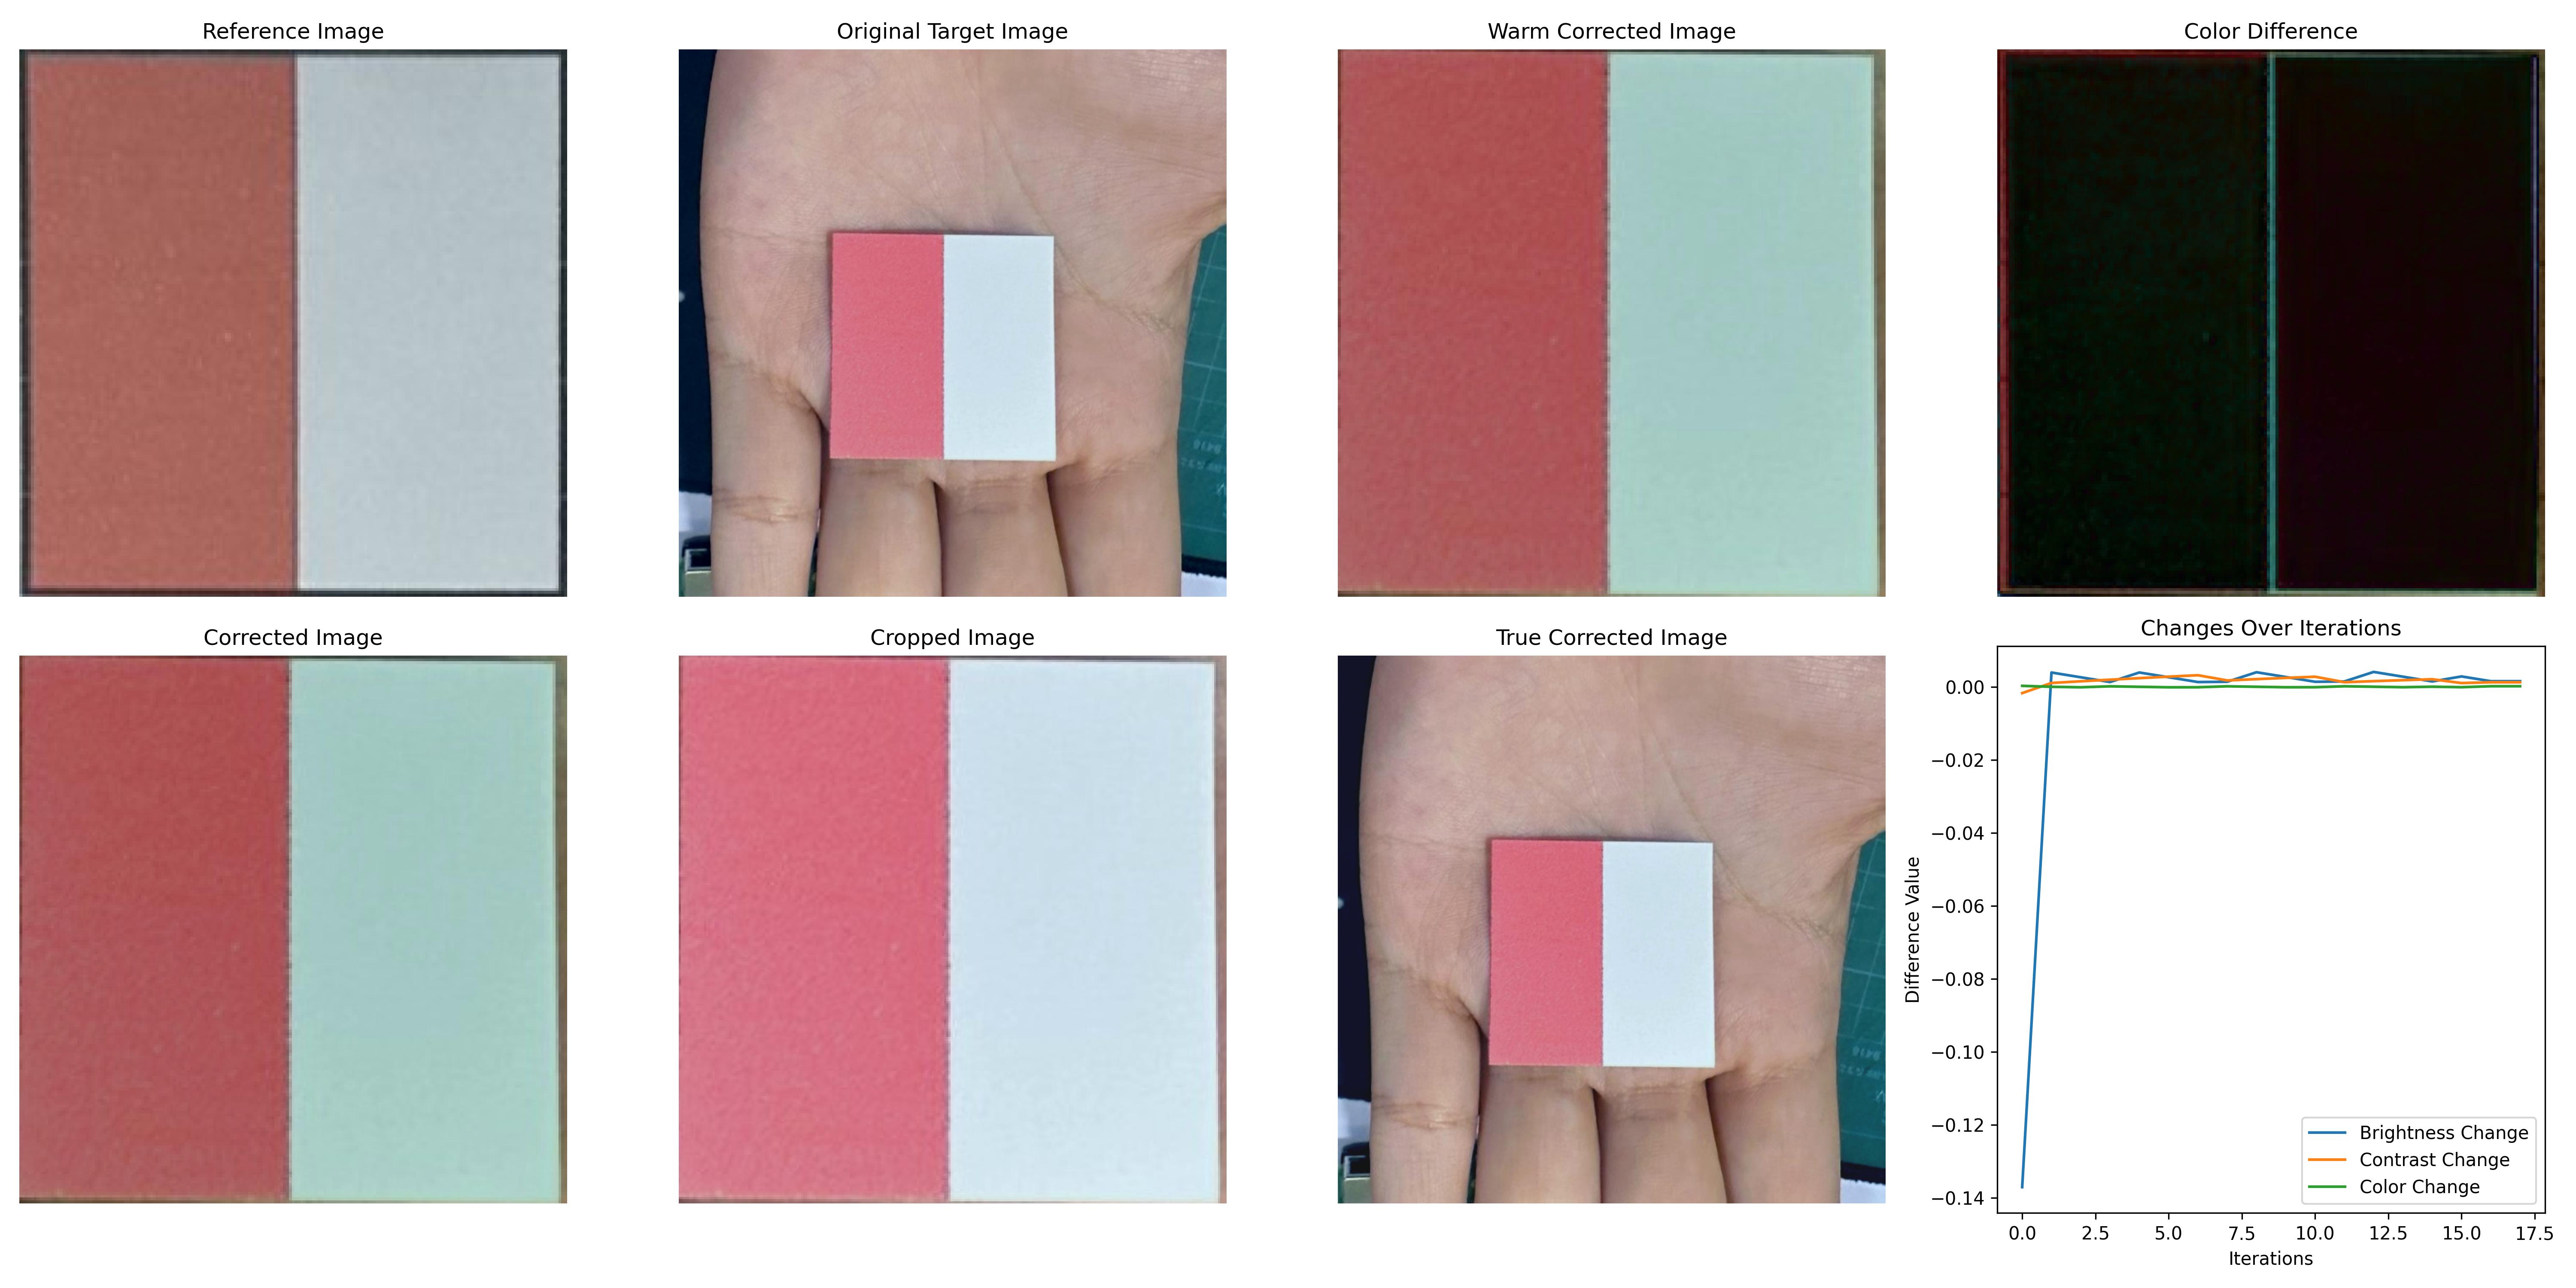 Reference Image
Original Target Image
Warm Corrected Image
Color Difference
Corrected Image
Cropped Image
True Corrected Image
Changes Over Iterations
Difference Value
0.00
−0.02
−0.04
−0.06
−0.08
−0.10
−0.12
−0.14
Brightness Change
Contrast Change
Color Change
0.0 2.5 5.0 7.5 10.0 12.5 15.0 17.5
Iterations